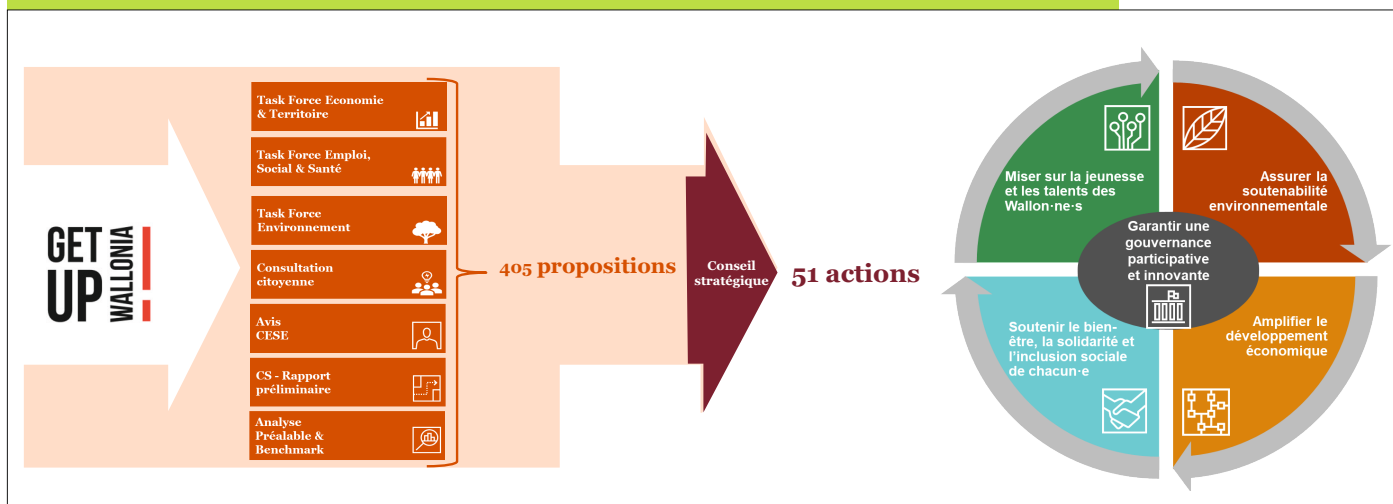 GET
UP
WALLONIA
Task Force Economie
& Territoire
Task Force Emploi,
Social & Santé
Task Force
Environnement
Consultation
citoyenne
Avis
CESE
CS - Rapport
préliminaire
Analyse
Préalable &
Benchmark
405 propositions
Conseil
stratégique
51 actions
Miser sur la jeunesse
et les talents des
Wallon·ne·s
Assurer la
soutenabilité
environnementale
Garantir une
gouvernance
participative
et innovante
Soutenir le bien-
être, la solidarité et
l'inclusion sociale
de chacun·e
Amplifier le
développement
économique